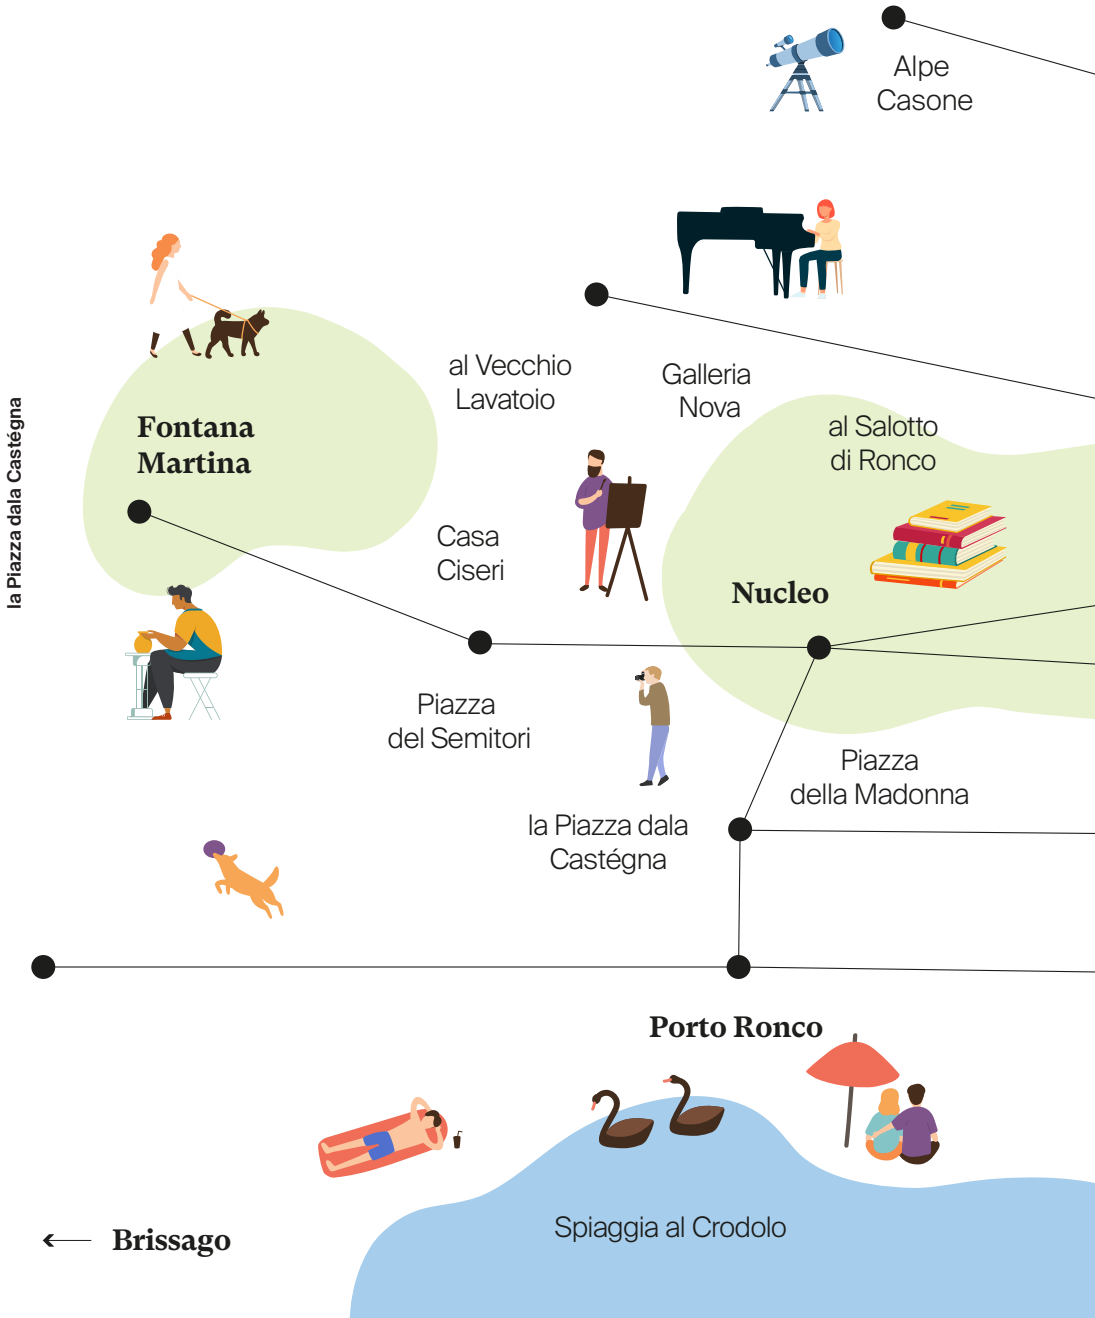 Alpe
Casone
al Vecchio
Lavatoio
Galleria
Nova
al Salotto
di Ronco
Fontana
Martina
la Piazza dala Castégna
Casa
Ciseri
Nucleo
Piazza
del Semitori
Piazza
della Madonna
la Piazza dala
Castégna
Porto Ronco
Spiaggia al Crodolo
Brissago